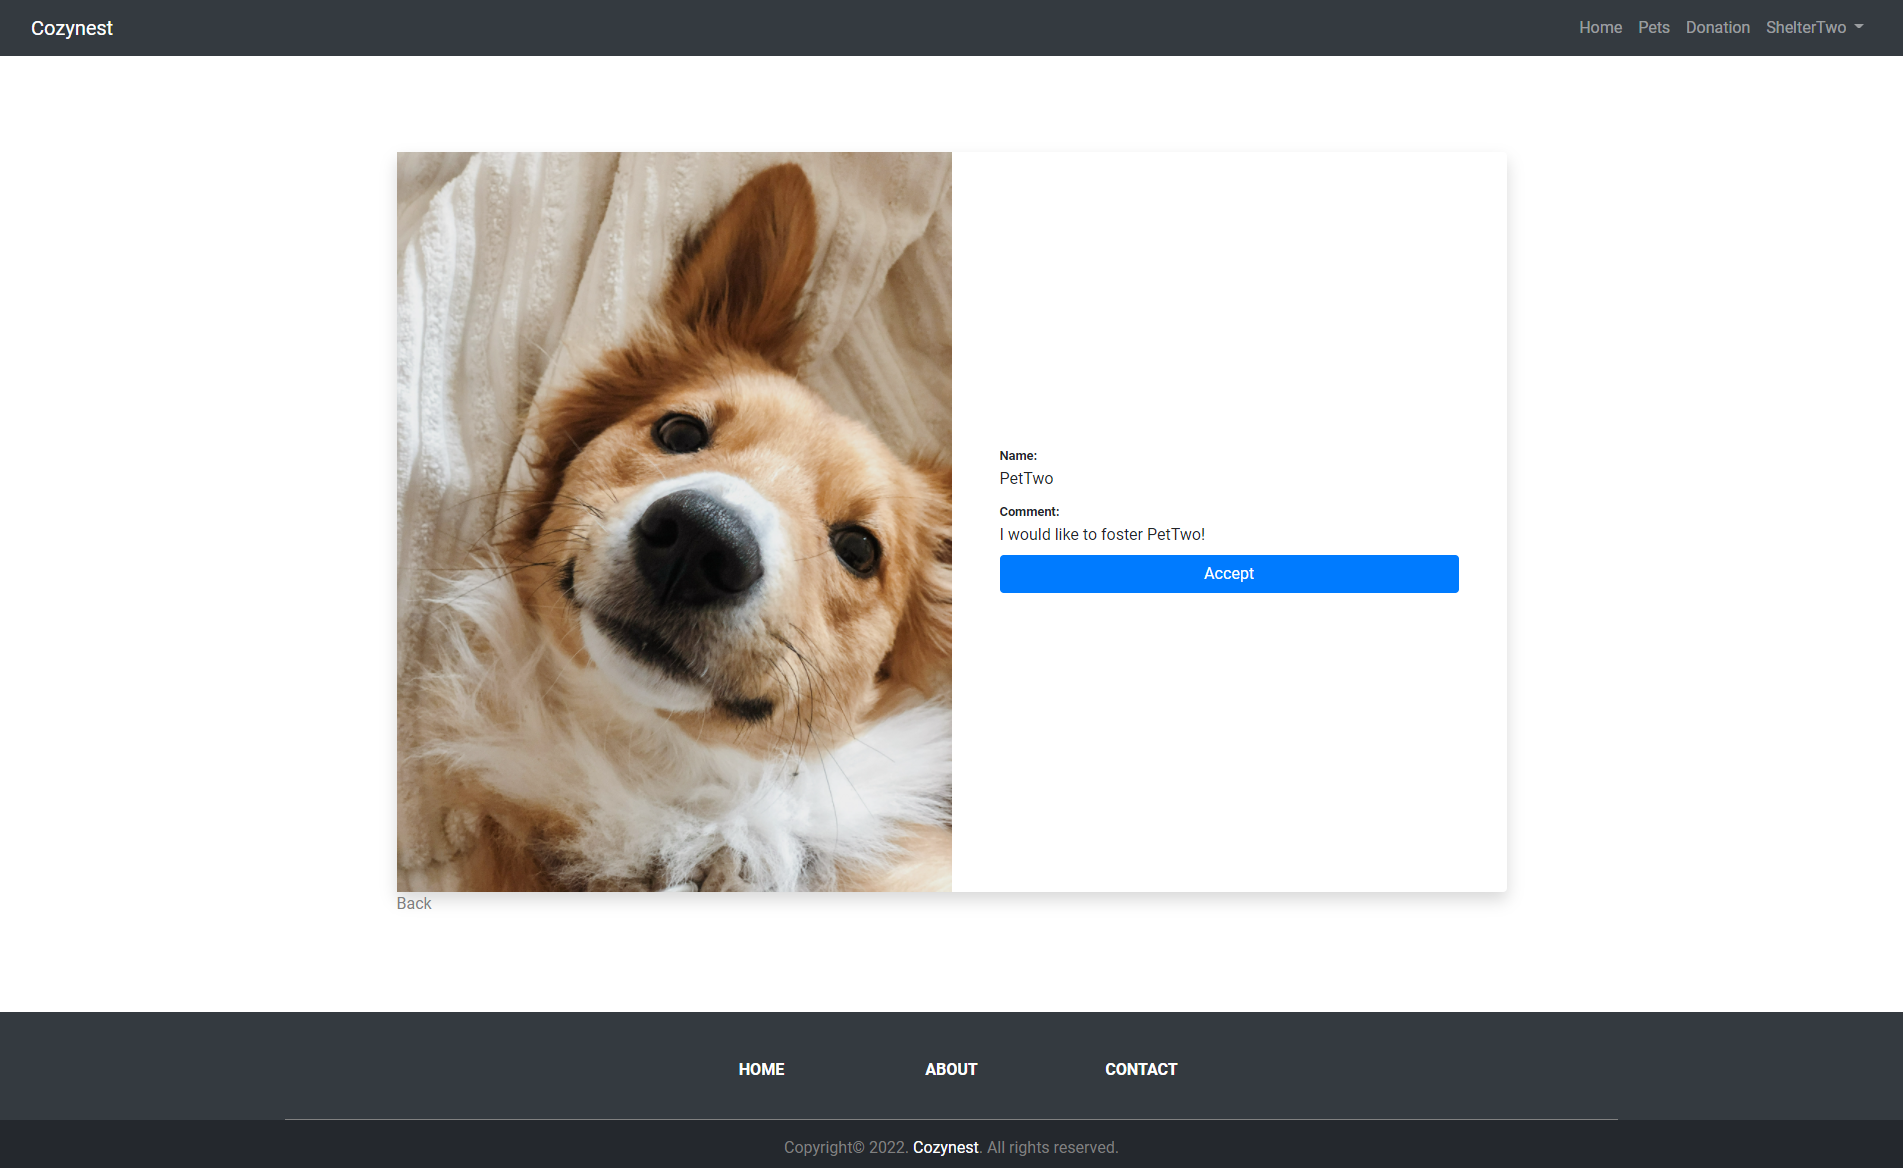 Cozynest
Home Pets Donation ShelterTwo
Name:
PetTwo
Comment:
I would like to foster PetTwo!
Accept
Back
HOME ABOUT CONTACT
Copyright© 2022. Cozynest. All rights reserved.